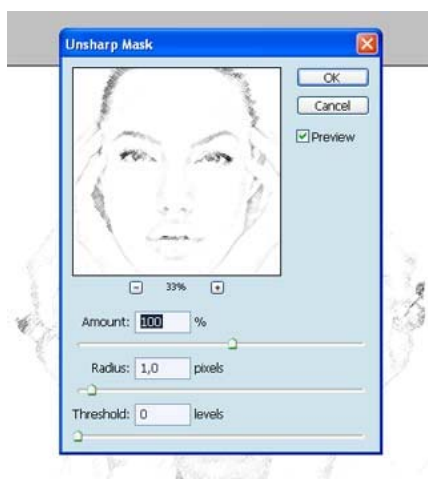 Unsharp Mask
OK
Cancel
Preview
33%
Amount: 100 %
Radius: 1,0 pixels
Threshold: 0 levels